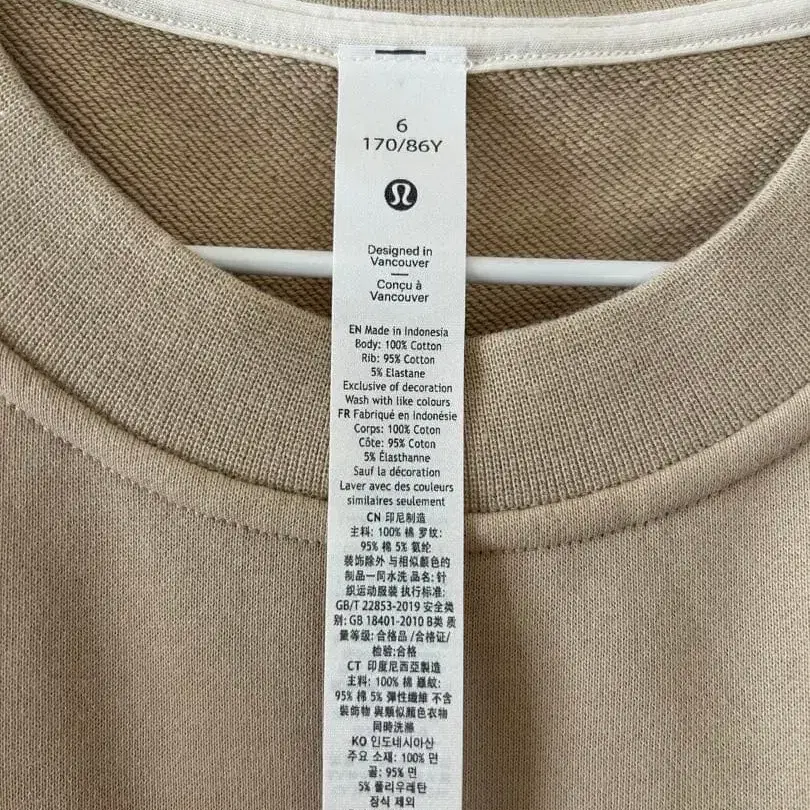 6
170/86Y
Designed in
Vancouver
Conçu à
Vancouver
EN Made in Indonesia
Body: 100% Cotton
Rib: 95% Cotton
5% Elastane
Exclusive of decoration
Wash with like colours
FR Fabriqué en Indonésie
Corps: 100% Coton
Côte: 95% Coton
5% Élasthanne
Sauf la décoration
Laver avec des couleurs
similaires seulement
CN 印尼制造
主料: 100% 棉 罗纹:
95% 棉 5% 氨纶
装饰除外 与相似颜色的
制品一同水洗 品名: 针
织运动服装 执行标准:
GB/T 22853-2019 安全类
别: GB 18401-2010 B类 质
量等级: 合格品 /合格证/
检验:合格
CT 印度尼西亞製造
主料: 100% 棉 羅紋:
95% 棉 5% 彈性纖維 不含
裝飾物 與類似顏色衣物
同時洗滌
KO 인도네시아산
주요 소재: 100% 면
골: 95% 면
5% 폴리우레탄
장식 제외